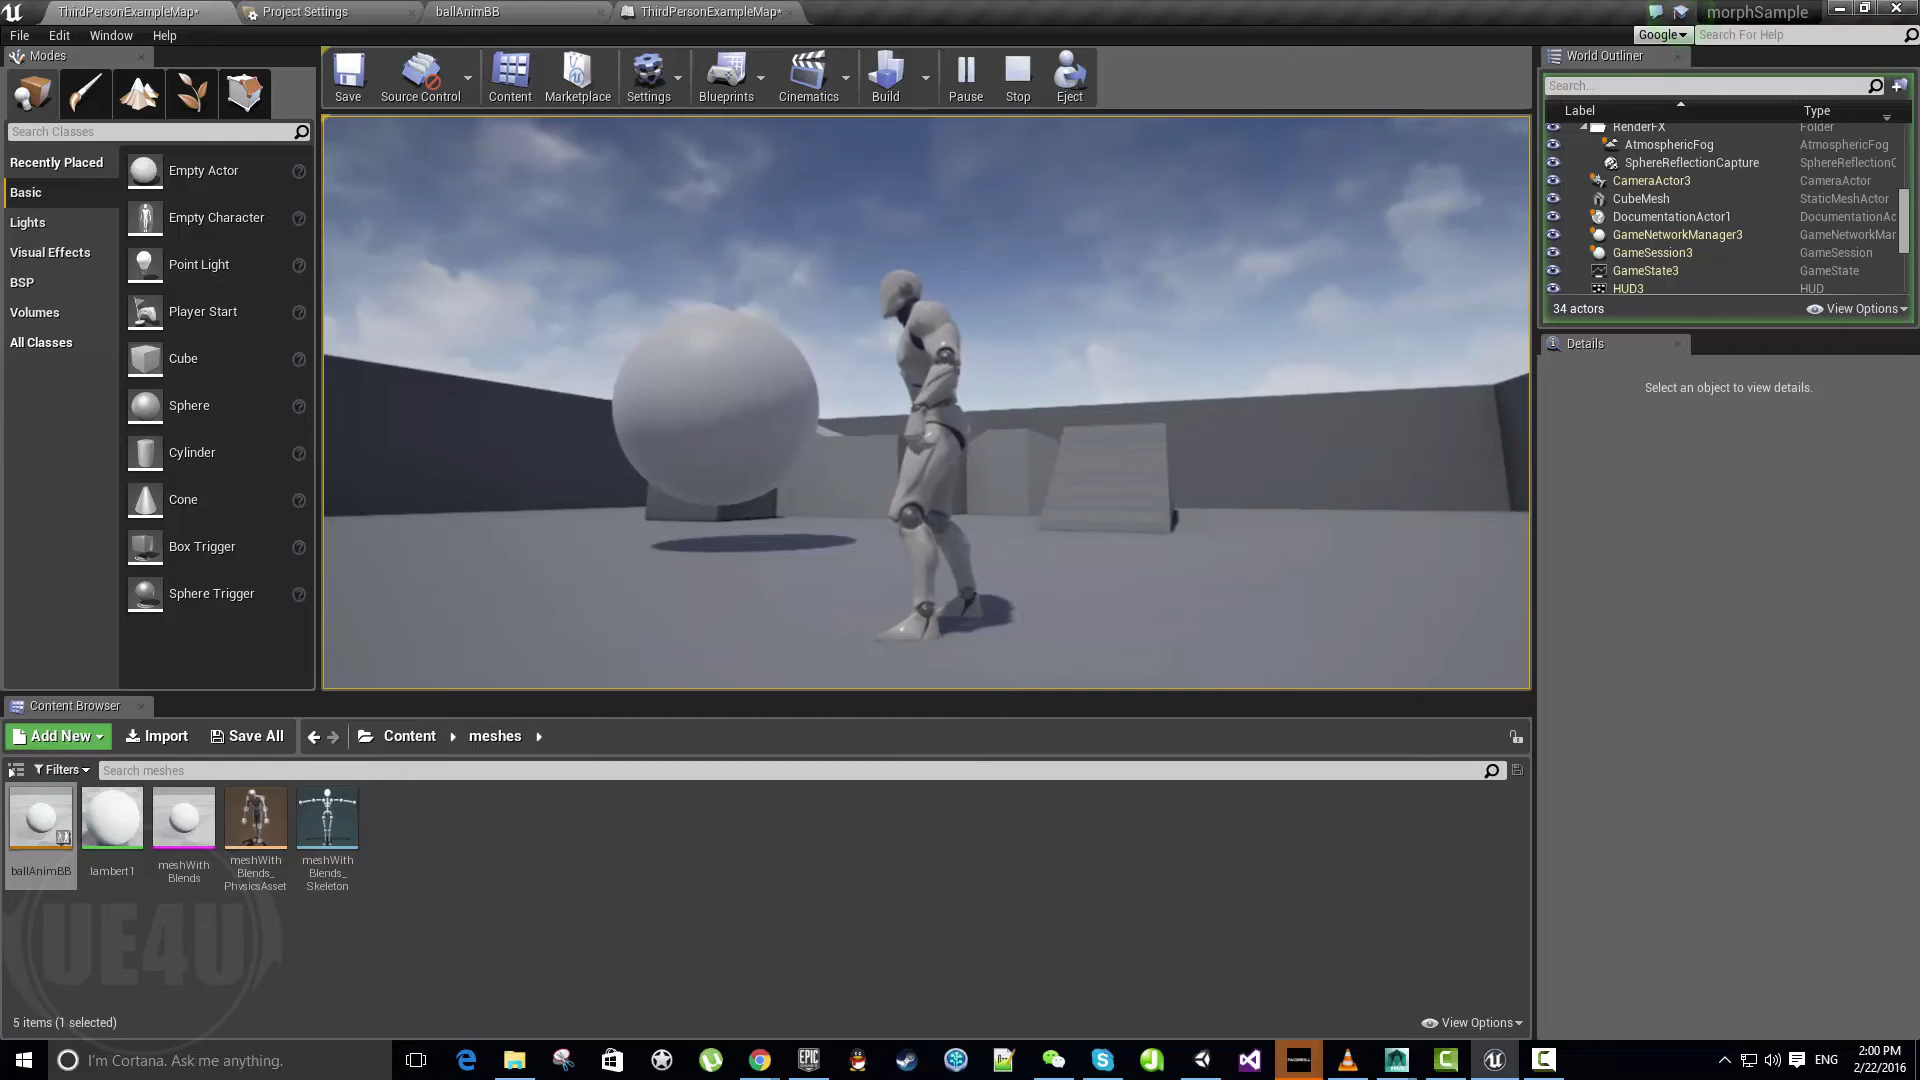 ThirdPersonExampleMap*
Project Settings
ballAnimBB
ThirdPersonExampleMap*
morphSample
File
Edit
Window
Help
Google
Search For Help
Modes
Search Classes
Recently Placed
Basic
Lights
Visual Effects
BSP
Volumes
All Classes
Empty Actor
Empty Character
Point Light
Player Start
Cube
Sphere
Cylinder
Cone
Box Trigger
Sphere Trigger
Save
Source Control
Content
Marketplace
Settings
Blueprints
Cinematics
Build
Pause
Stop
Eject
World Outliner
Search...
Label
Type
RenderFX
Folder
AtmosphericFog
AtmosphericFog
SphereReflectionCapture
SphereReflectionC
CameraActor3
CameraActor
CubeMesh
StaticMeshActor
DocumentationActor1
DocumentationAc
GameNetworkManager3
GameNetworkMar
GameSession3
GameSession
GameState3
GameState
HUD3
HUD
34 actors
View Options
Details
Select an object to view details.
Content Browser
Add New
Import
Save All
Content
meshes
Filters
Search meshes
ballAnimBB
lambert1
meshWith
Blends
meshWith
Blends_
PhysicsAsset
meshWith
Blends_
Skeleton
UE4U
5 items (1 selected)
View Options
I'm Cortana. Ask me anything.
EPIC
ENG
2:00 PM
2/22/2016